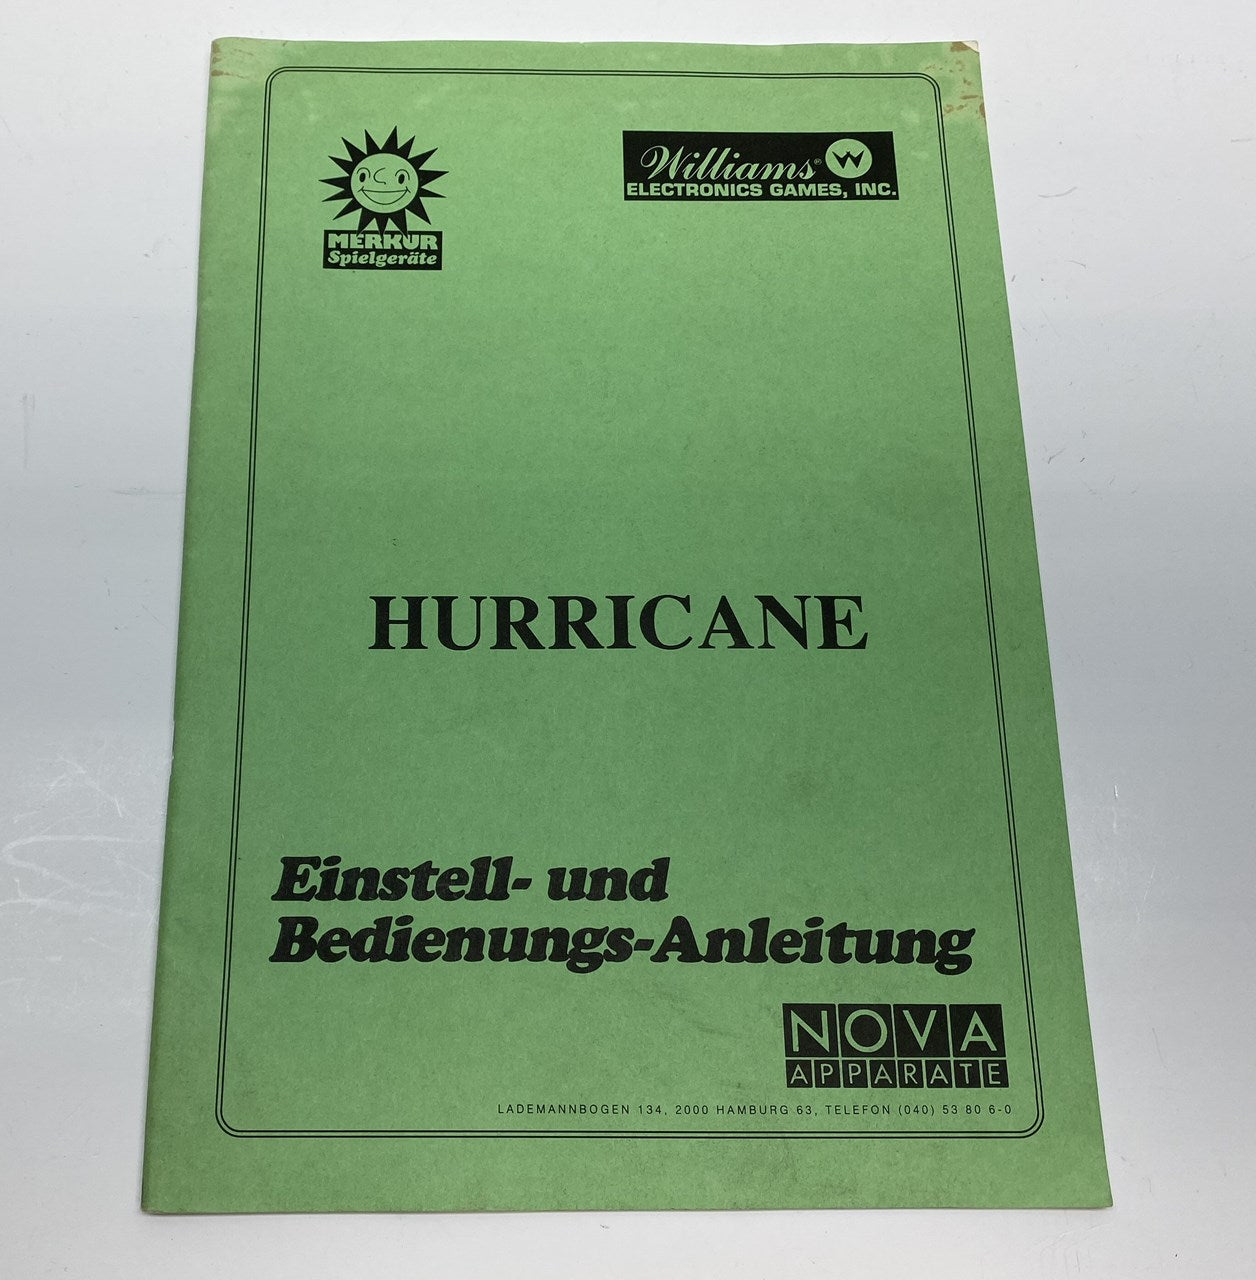 MERKUR
Spielgeräte
Williams®
W
ELECTRONICS GAMES, INC.
HURRICANE
Einstell- und
Bedienungs-Anleitung
NOVA
APPARATE
LADEMANNBOGEN 134, 2000 HAMBURG 63, TELEFON (040) 53 80 6-0